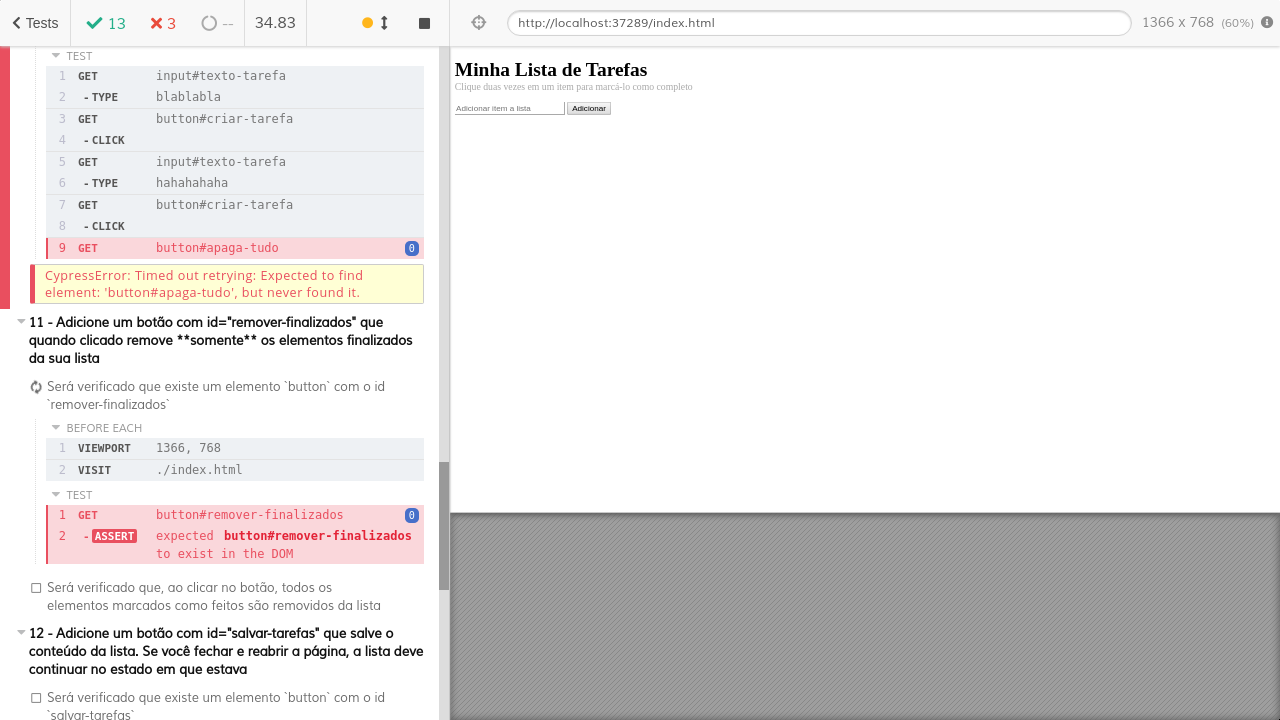 Tests 13 3 -- 34.83 http://localhost:37289/index.html 1366 x 768 (60%)
TEST
1 GET input#texto-tarefa
2 - TYPE blablabla
3 GET button#criar-tarefa
4 - CLICK
5 GET input#texto-tarefa
6 - TYPE hahahahaha
7 GET button#criar-tarefa
8 - CLICK
9 GET button#apaga-tudo 0
CypressError: Timed out retrying: Expected to find
element: 'button#apaga-tudo', but never found it.
11 - Adicione um botão com id="remover-finalizados" que
quando clicado remove **somente** os elementos finalizados
da sua lista
Será verificado que existe um elemento `button` com o id
`remover-finalizados`
BEFORE EACH
1 VIEWPORT 1366, 768
2 VISIT ./index.html
TEST
1 GET button#remover-finalizados 0
2 - ASSERT expected button#remover-finalizados
to exist in the DOM
Será verificado que, ao clicar no botão, todos os
elementos marcados como feitos são removidos da lista
12 - Adicione um botão com id="salvar-tarefas" que salve o
conteúdo da lista. Se você fechar e reabrir a página, a lista deve
continuar no estado em que estava
Será verificado que existe um elemento `button` com o id
`salvar-tarefas`
Minha Lista de Tarefas
Clique duas vezes em um item para marcá-lo como completo
Adicionar item a lista Adicionar